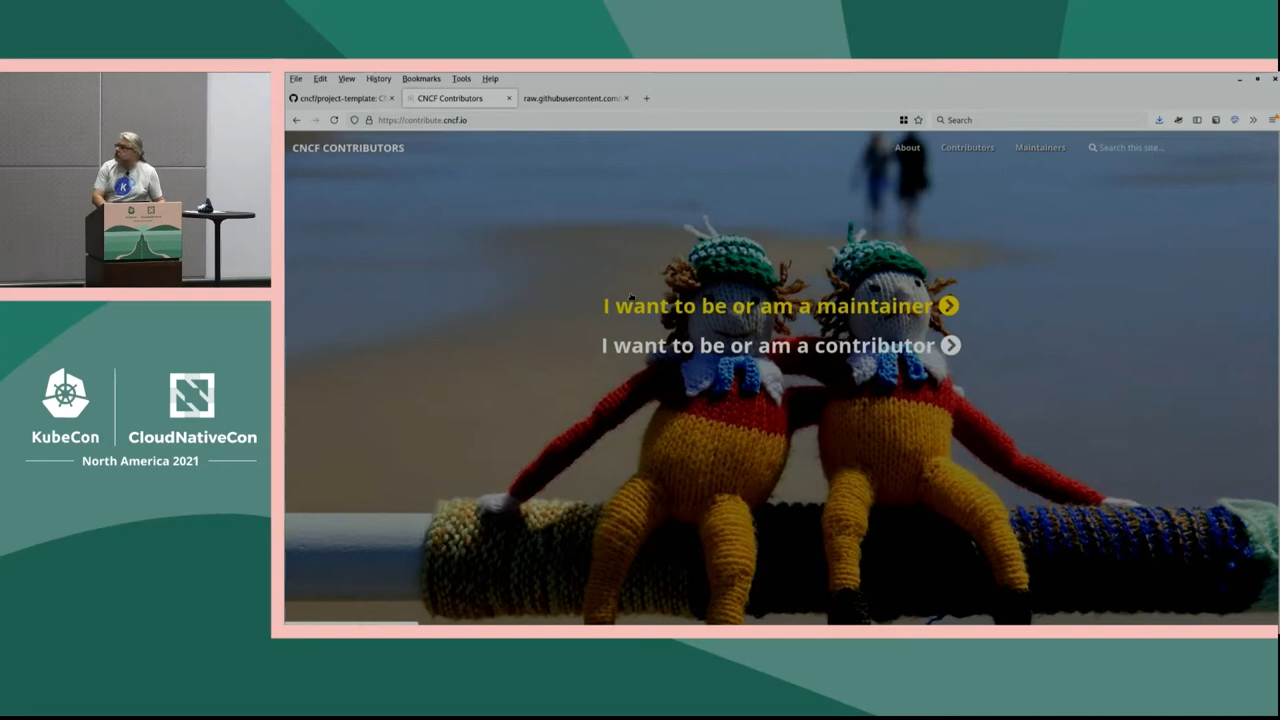 File Edit View History Bookmarks Tools Help
cncf/project-template: CN
CNCF Contributors
raw.githubusercontent.com/
https://contribute.cncf.io
Search
CNCF CONTRIBUTORS
About Contributors Maintainers Search this site...
I want to be or am a maintainer
I want to be or am a contributor
K
KubeCon CloudNativeCon
North America 2021